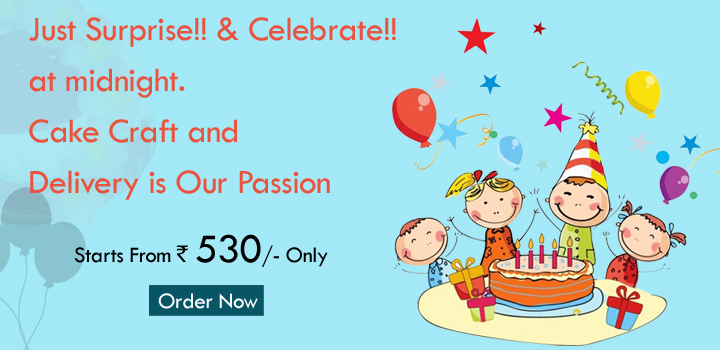 Just Surprise!! & Celebrate!!
at midnight.
Cake Craft and
Delivery is Our Passion
Starts From ₹ 530/- Only
Order Now